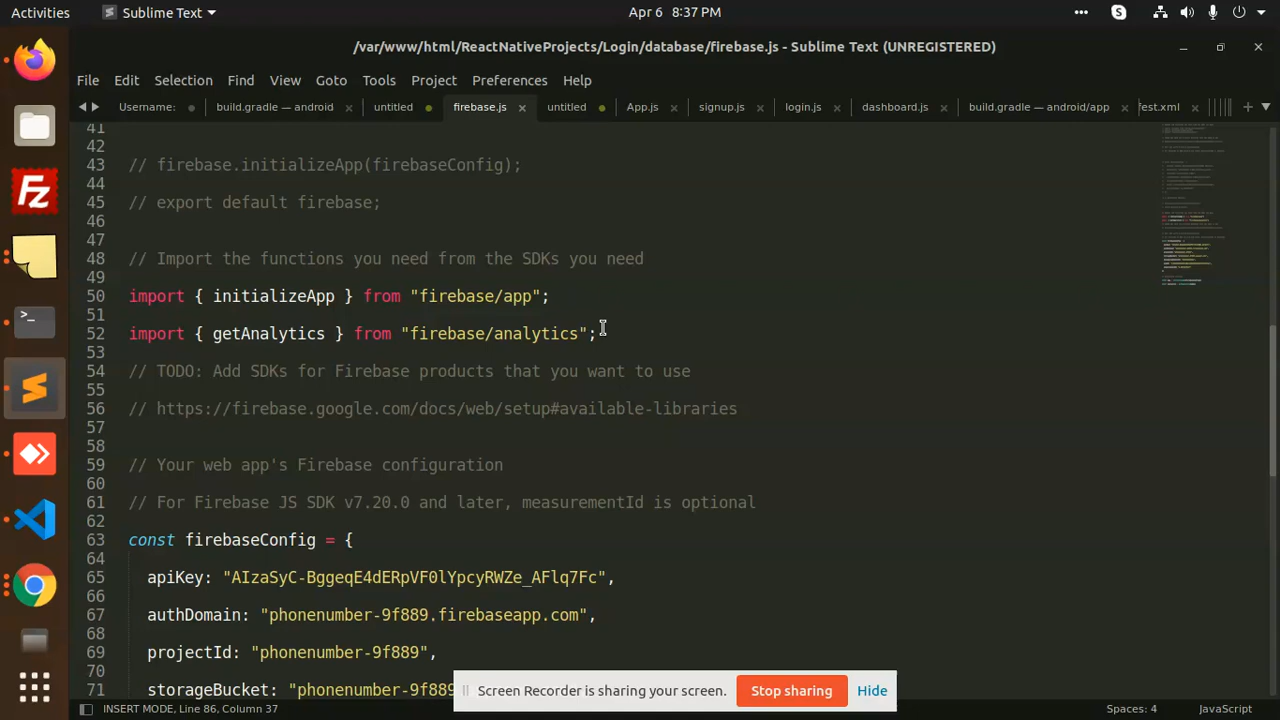 Activities
Sublime Text
Apr 6 8:37 PM
/var/www/html/ReactNativeProjects/Login/database/firebase.js - Sublime Text (UNREGISTERED)
File Edit Selection Find View Goto Tools Project Preferences Help
Username: build.gradle — android untitled firebase.js untitled App.js signup.js login.js dashboard.js build.gradle — android/app fest.xml
41
42
43 // firebase.initializeApp(firebaseConfig);
44
45 // export default firebase;
46
47
48 // Import the functions you need from the SDKs you need
49
50 import { initializeApp } from "firebase/app";
51
52 import { getAnalytics } from "firebase/analytics";
53
54 // TODO: Add SDKs for Firebase products that you want to use
55
56 // https://firebase.google.com/docs/web/setup#available-libraries
57
58
59 // Your web app's Firebase configuration
60
61 // For Firebase JS SDK v7.20.0 and later, measurementId is optional
62
63 const firebaseConfig = {
64
65 apiKey: "AIzaSyC-BggeqE4dERpVF0lYpcyRWZe_AFlq7Fc",
66
67 authDomain: "phonenumber-9f889.firebaseapp.com",
68
69 projectId: "phonenumber-9f889",
70
71 storageBucket: "phonenumber-9f889
Screen Recorder is sharing your screen. Stop sharing Hide
INSERT MODE, Line 86, Column 37
Spaces: 4
JavaScript